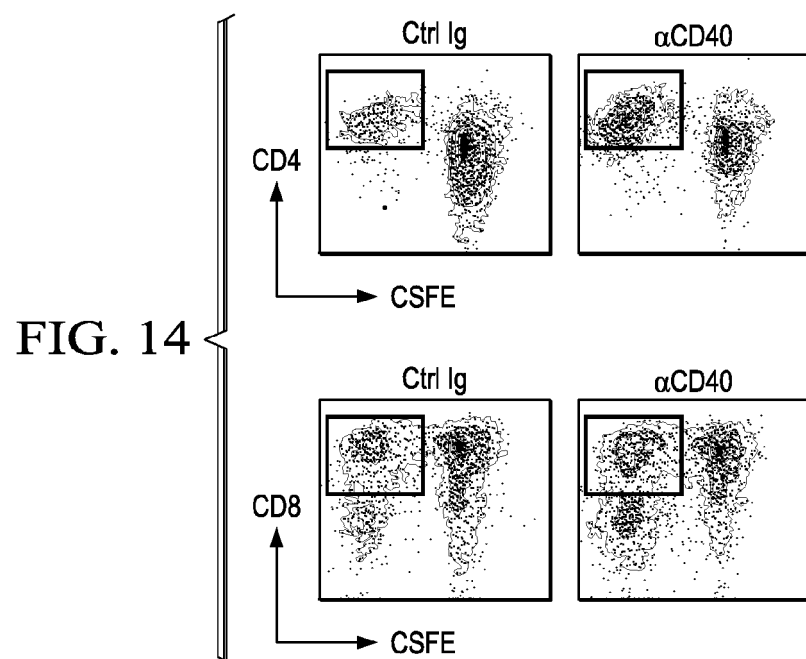 Ctrl Ig
αCD40
CD4
CSFE
FIG. 14
Ctrl Ig
αCD40
CD8
CSFE